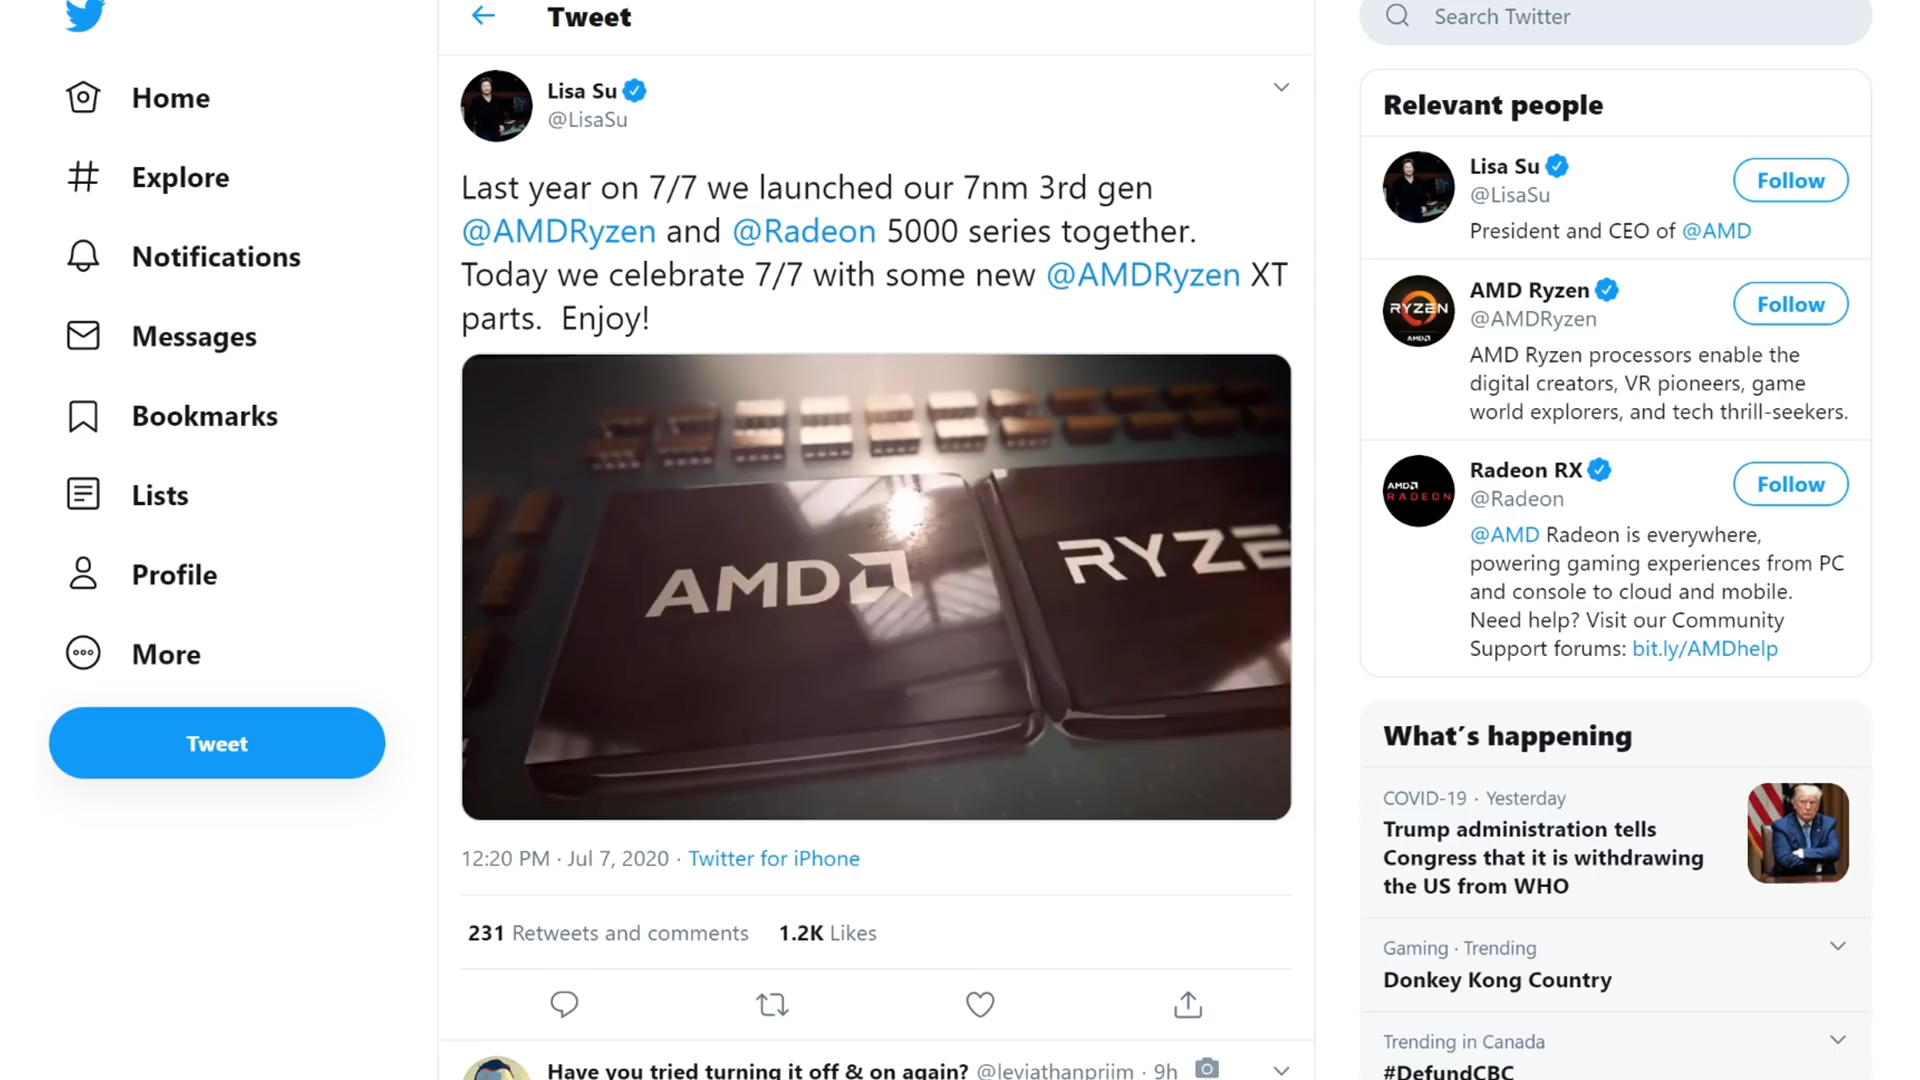 Home
Explore
Notifications
Messages
Bookmarks
Lists
Profile
More
Tweet
Tweet
Lisa Su
@LisaSu
Last year on 7/7 we launched our 7nm 3rd gen
@AMDRyzen and @Radeon 5000 series together.
Today we celebrate 7/7 with some new @AMDRyzen XT
parts.  Enjoy!
AMD
RYZE
12:20 PM · Jul 7, 2020 · Twitter for iPhone
231 Retweets and comments 1.2K Likes
Have you tried turning it off & on again? @leviathanprijm · 9h
Search Twitter
Relevant people
Lisa Su
@LisaSu
Follow
President and CEO of @AMD
RYZEN
AMD
AMD Ryzen
@AMDRyzen
Follow
AMD Ryzen processors enable the
digital creators, VR pioneers, game
world explorers, and tech thrill-seekers.
AMD
RADEON
Radeon RX
@Radeon
Follow
@AMD Radeon is everywhere,
powering gaming experiences from PC
and console to cloud and mobile.
Need help? Visit our Community
Support forums: bit.ly/AMDhelp
What's happening
COVID-19 · Yesterday
Trump administration tells
Congress that it is withdrawing
the US from WHO
Gaming · Trending
Donkey Kong Country
Trending in Canada
#DefundCBC